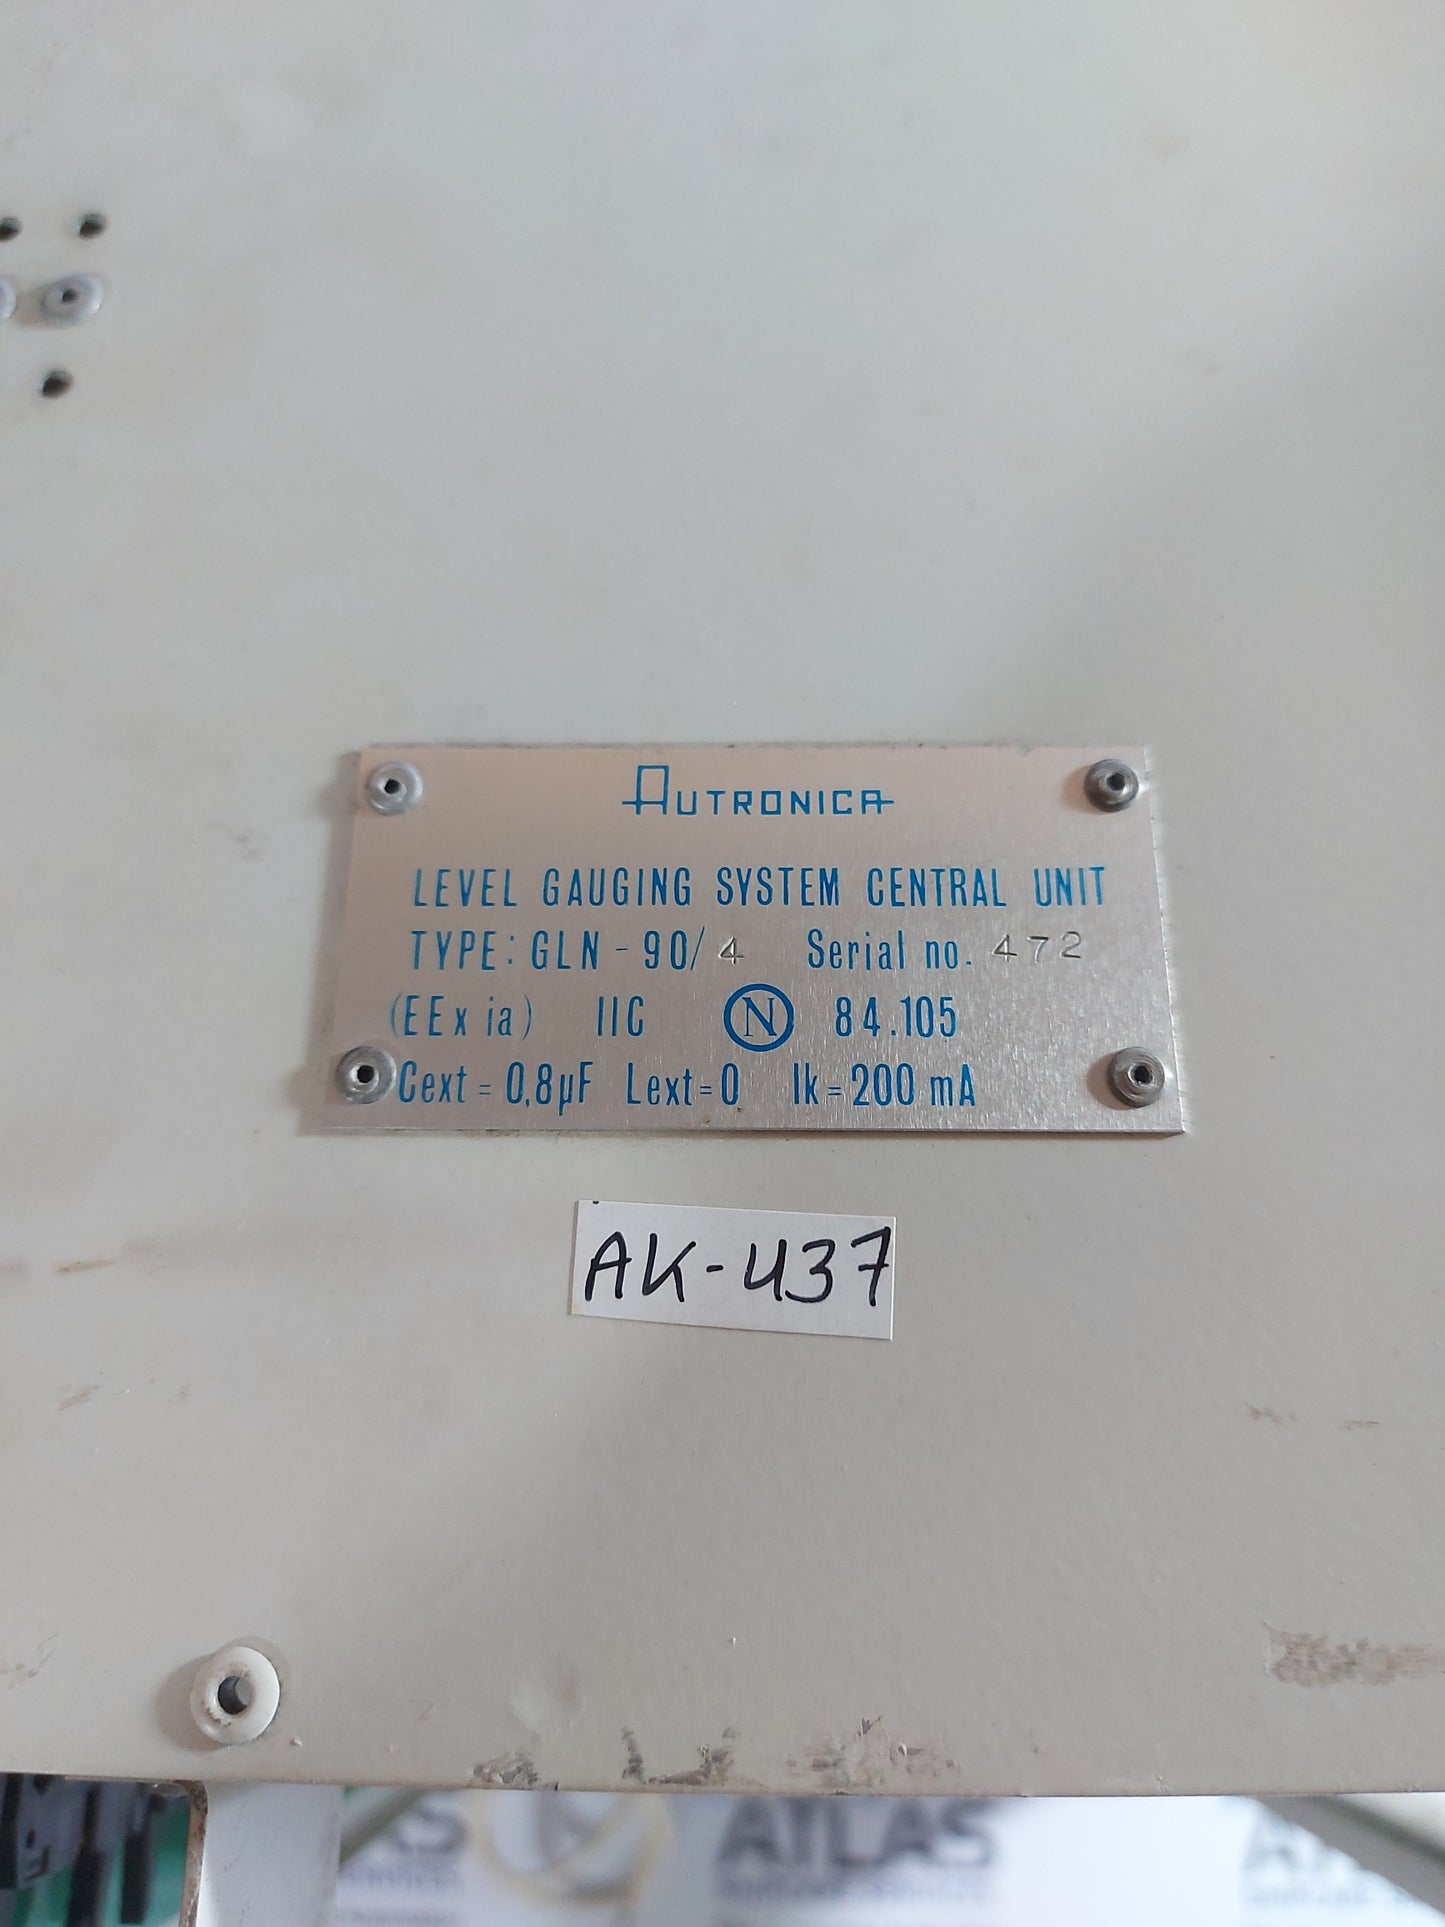 AUTRONICA
LEVEL GAUGING SYSTEM CENTRAL UNIT
TYPE: GLN - 90/ 4 Serial no. 472
(EEx ia) IIC N 84.105
Cext = 0,8µF Lext=0 Ik=200 mA
AK-437
ATLAS